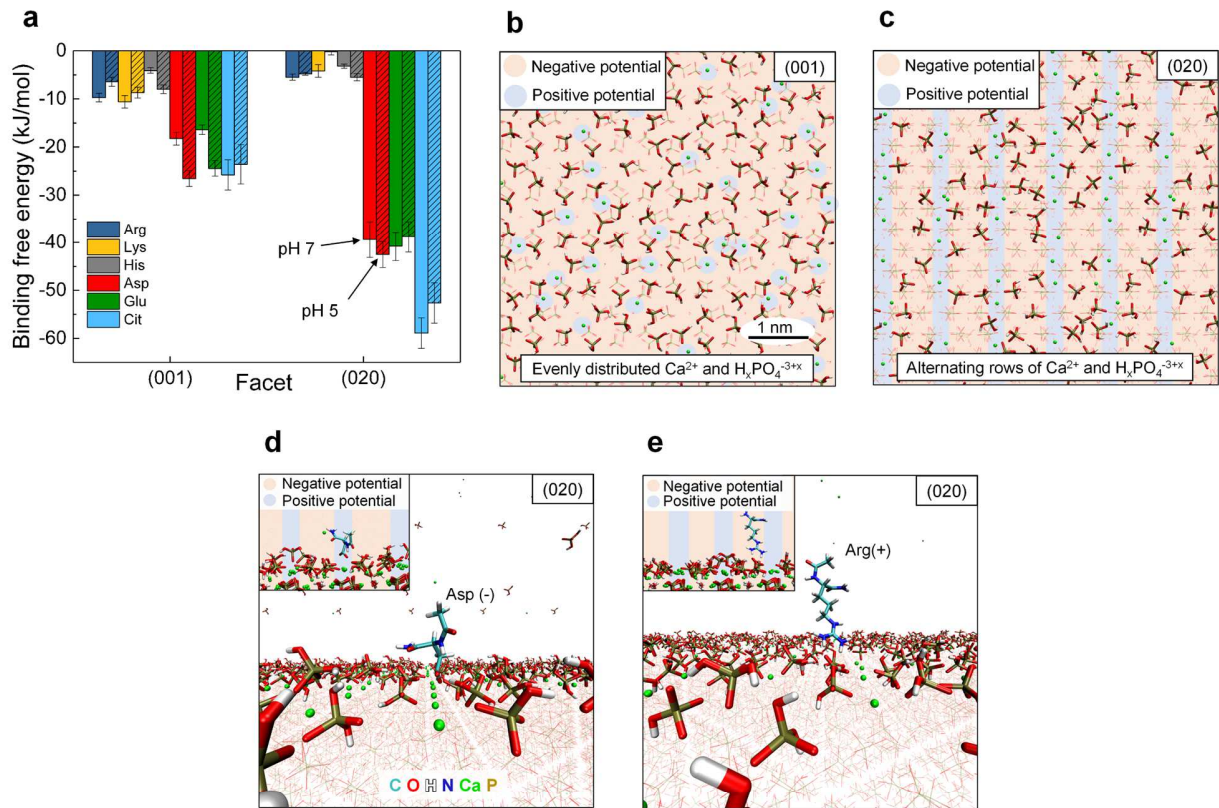 a
0
-10
-20
-30
-40
-50
-60
Binding free energy (kJ/mol)
Arg
Lys
His
Asp
Glu
Cit
pH 7
pH 5
(001)
(020)
Facet
b
Negative potential
Positive potential
(001)
1 nm
Evenly distributed Ca²⁺ and HₓPO₄⁻³⁺ˣ
c
Negative potential
Positive potential
(020)
Alternating rows of Ca²⁺ and HₓPO₄⁻³⁺ˣ
d
Negative potential
Positive potential
(020)
Asp (-)
C O H N Ca P
e
Negative potential
Positive potential
(020)
Arg(+)